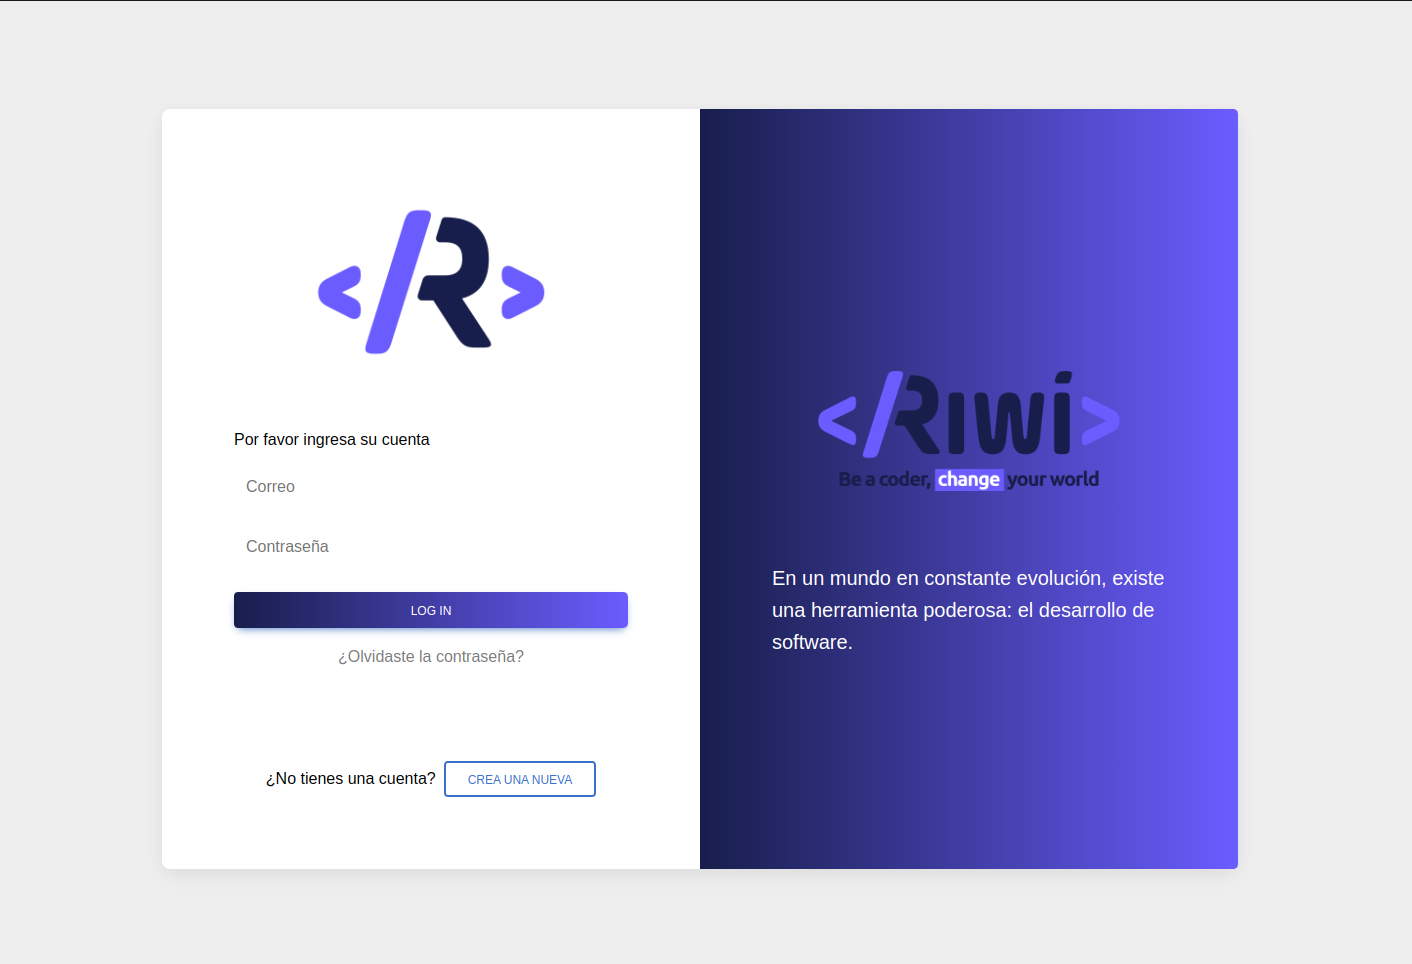 </R>
Por favor ingresa su cuenta
Correo
Contraseña
LOG IN
¿Olvidaste la contraseña?
¿No tienes una cuenta? CREA UNA NUEVA
</RIWÍ>
Be a coder, change your world
En un mundo en constante evolución, existe
una herramienta poderosa: el desarrollo de
software.